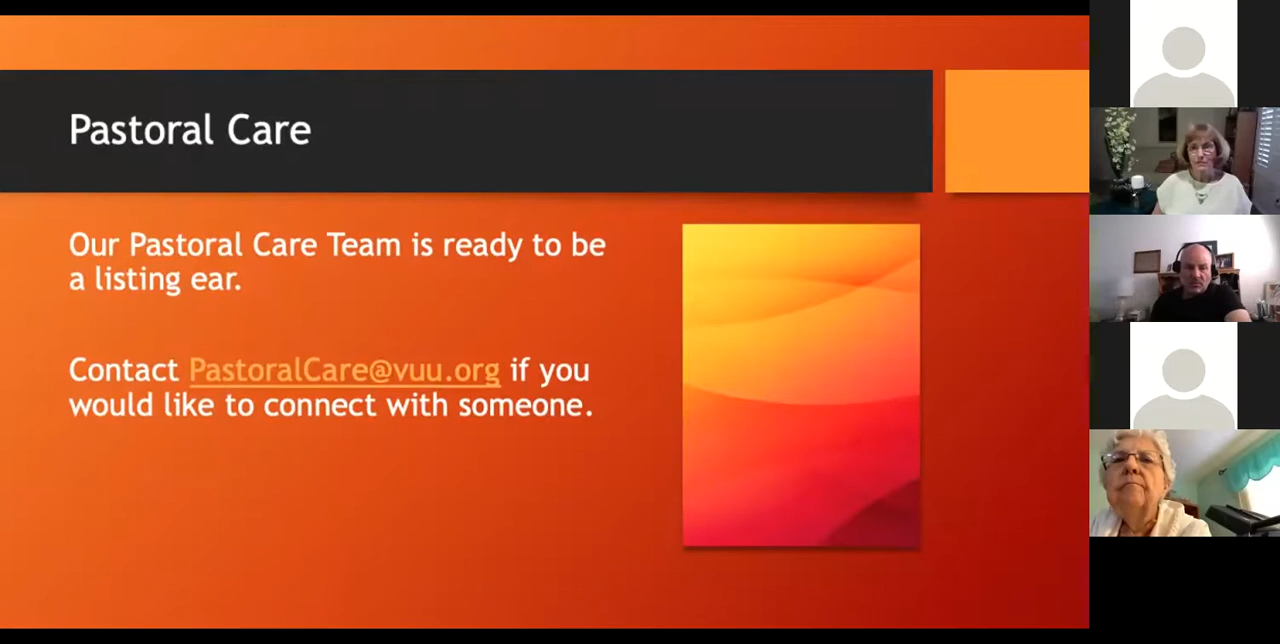 Pastoral Care
Our Pastoral Care Team is ready to be
a listing ear.
Contact PastoralCare@vuu.org if you
would like to connect with someone.